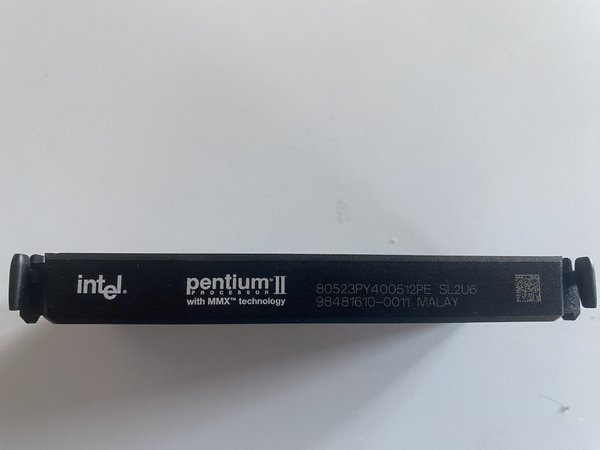 intel®
pentium® II
PROCESSOR
with MMX™ technology
80523PY400512PE SL2U6
98481610-0011 MALAY